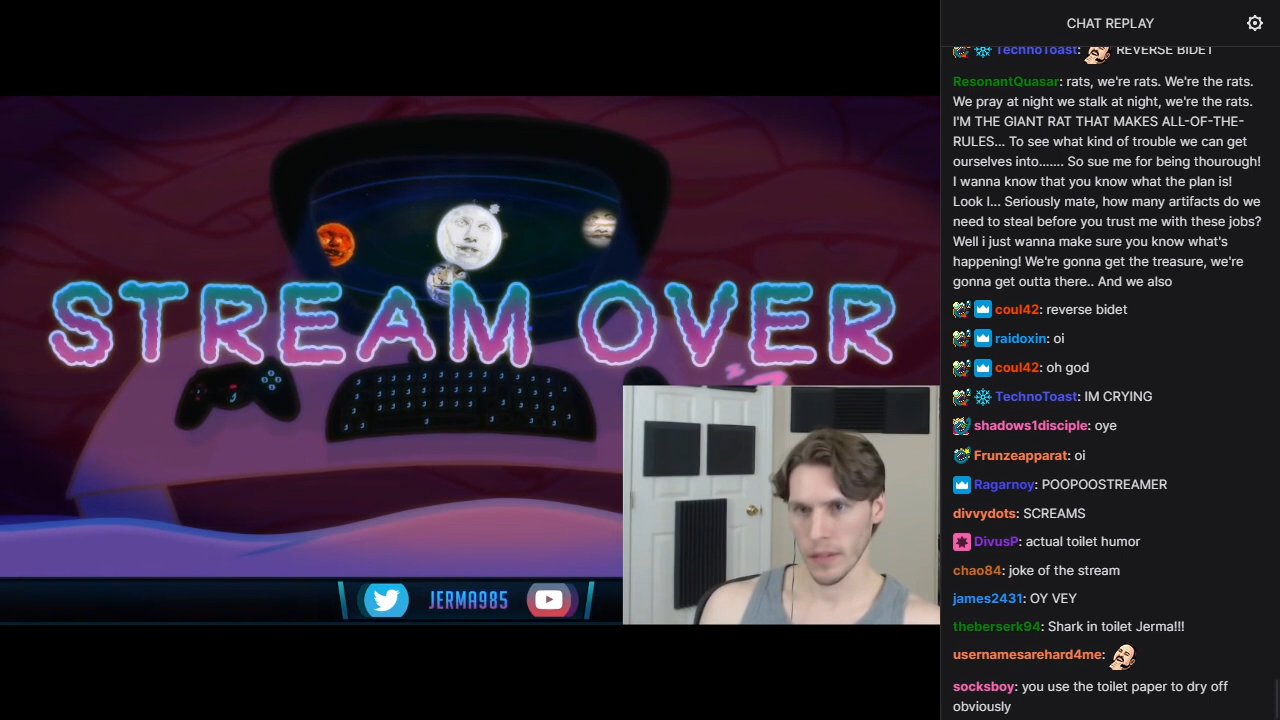 STREAM OVER
JERMA985
CHAT REPLAY
TechnoToast: REVERSE BIDET
ResonantQuasar: rats, we're rats. We're the rats.
We pray at night we stalk at night, we're the rats.
I'M THE GIANT RAT THAT MAKES ALL-OF-THE-
RULES... To see what kind of trouble we can get
ourselves into....... So sue me for being thourough!
I wanna know that you know what the plan is!
Look I... Seriously mate, how many artifacts do we
need to steal before you trust me with these jobs?
Well i just wanna make sure you know what's
happening! We're gonna get the treasure, we're
gonna get outta there.. And we also
coul42: reverse bidet
raidoxin: oi
coul42: oh god
TechnoToast: IM CRYING
shadows1disciple: oye
Frunzeapparat: oi
Ragarnoy: POOPOOSTREAMER
divvydots: SCREAMS
DivusP: actual toilet humor
chao84: joke of the stream
james2431: OY VEY
theberserk94: Shark in toilet Jerma!!!
usernamesarehard4me:
socksboy: you use the toilet paper to dry off
obviously